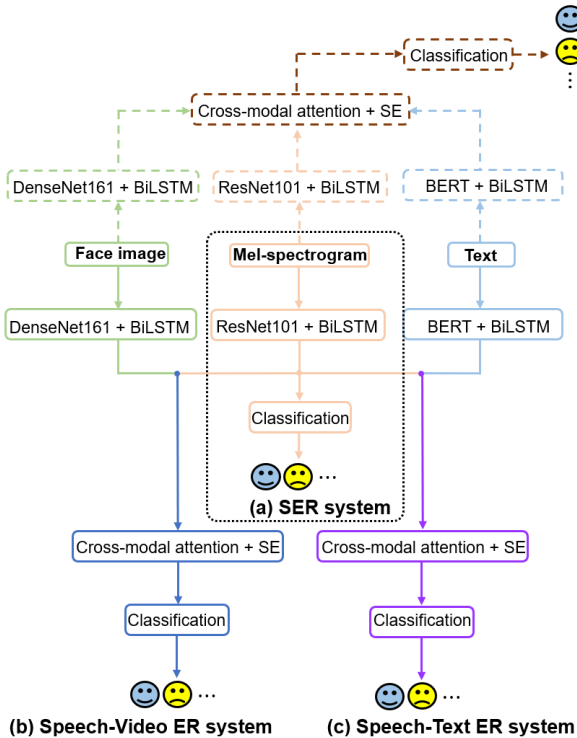 Classification
⋮
Cross-modal attention + SE
DenseNet161 + BiLSTM
ResNet101 + BiLSTM
BERT + BiLSTM
Face image
Mel-spectrogram
Text
DenseNet161 + BiLSTM
ResNet101 + BiLSTM
BERT + BiLSTM
Classification
...
(a) SER system
Cross-modal attention + SE
Cross-modal attention + SE
Classification
Classification
...
...
(b) Speech-Video ER system
(c) Speech-Text ER system